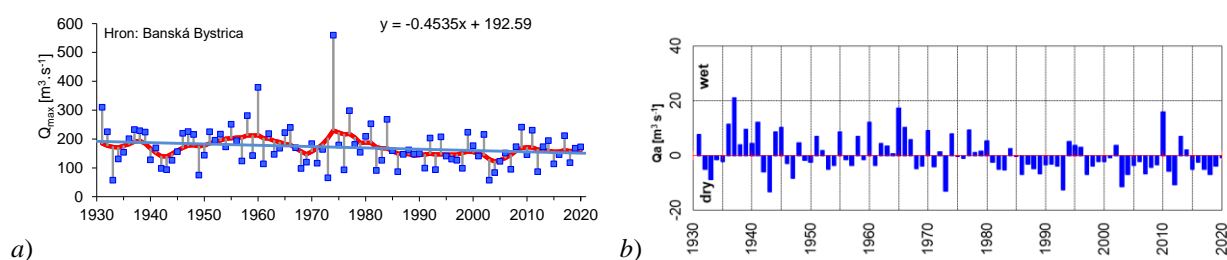 600
500
400
300
200
100
0
Qmax [m³.s⁻¹]
Hron: Banská Bystrica
y = -0.4535x + 192.59
1930 1940 1950 1960 1970 1980 1990 2000 2010 2020
a)
40
20
0
-20
Qa [m³ s⁻¹]
wet
dry
1930 1940 1950 1960 1970 1980 1990 2000 2010 2020
b)